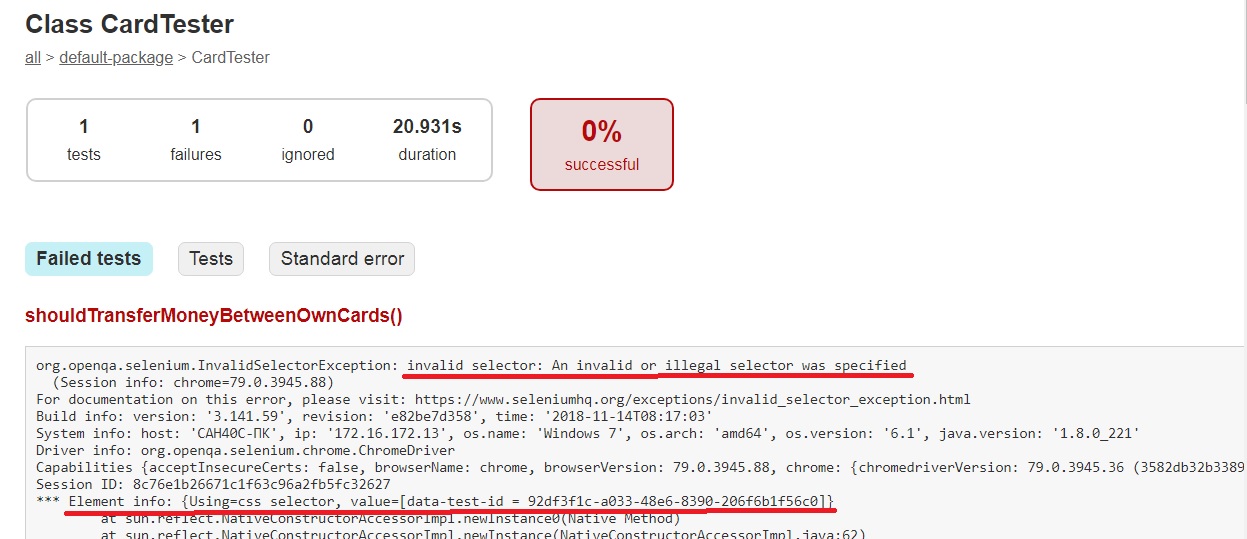 Class CardTester
all > default-package > CardTester
1 1 0 20.931s
tests failures ignored duration
0%
successful
Failed tests Tests Standard error
shouldTransferMoneyBetweenOwnCards()
org.openqa.selenium.InvalidSelectorException: invalid selector: An invalid or illegal selector was specified
(Session info: chrome=79.0.3945.88)
For documentation on this error, please visit: https://www.seleniumhq.org/exceptions/invalid_selector_exception.html
Build info: version: '3.141.59', revision: 'e82be7d358', time: '2018-11-14T08:17:03'
System info: host: 'САН40С-ПК', ip: '172.16.172.13', os.name: 'Windows 7', os.arch: 'amd64', os.version: '6.1', java.version: '1.8.0_221'
Driver info: org.openqa.selenium.chrome.ChromeDriver
Capabilities {acceptInsecureCerts: false, browserName: chrome, browserVersion: 79.0.3945.88, chrome: {chromedriverVersion: 79.0.3945.36 (3582db32b3389
Session ID: 8c76e1b26671c1f63c96a2fb5fc32627
*** Element info: {Using=css selector, value=[data-test-id = 92df3f1c-a033-48e6-8390-206f6b1f56c0]}
at sun.reflect.NativeConstructorAccessorImpl.newInstance0(Native Method)
at sun.reflect.NativeConstructorAccessorImpl.newInstance(NativeConstructorAccessorImpl.java:62)